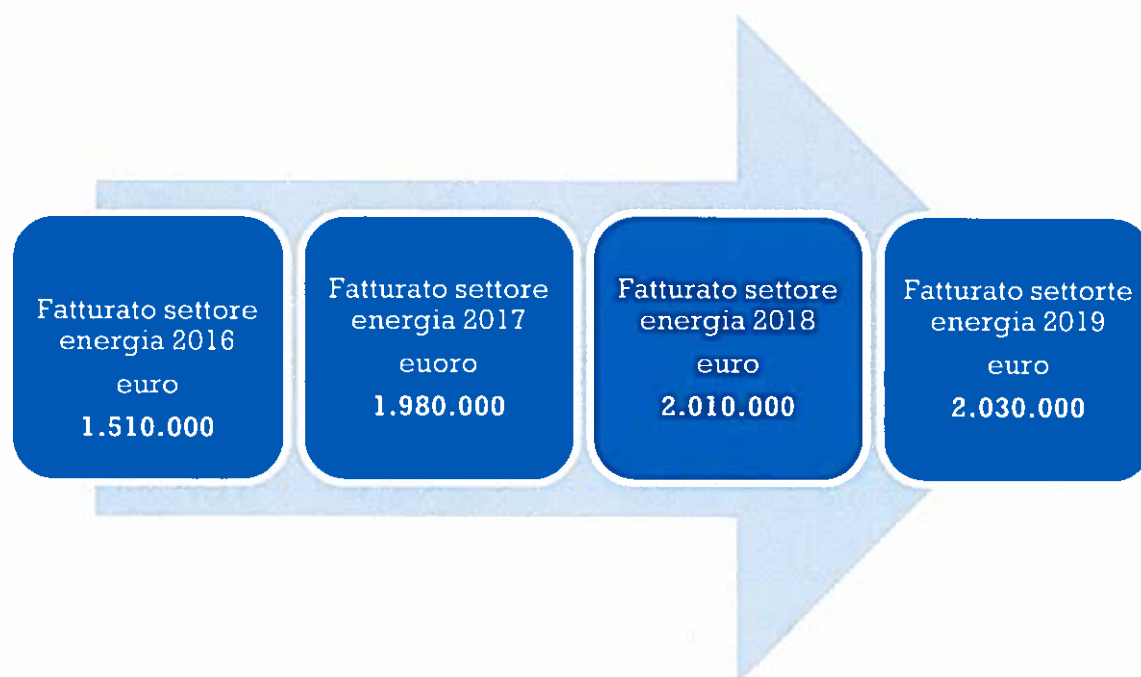 Fatturato settore
energia 2016
euro
1.510.000
Fatturato settore
energia 2017
euoro
1.980.000
Fatturato settore
energia 2018
euro
2.010.000
Fatturato settorte
energia 2019
euro
2.030.000